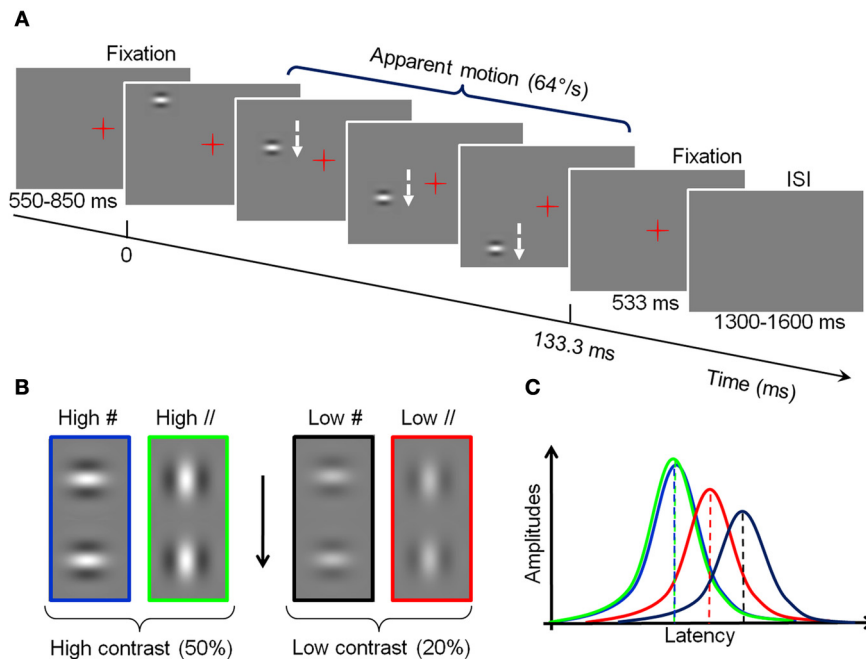 A
Fixation
Apparent motion (64°/s)
Fixation
ISI
550-850 ms
0
533 ms
1300-1600 ms
133.3 ms
Time (ms)
B
High # High // Low # Low //
High contrast (50%) Low contrast (20%)
C
Amplitudes
Latency